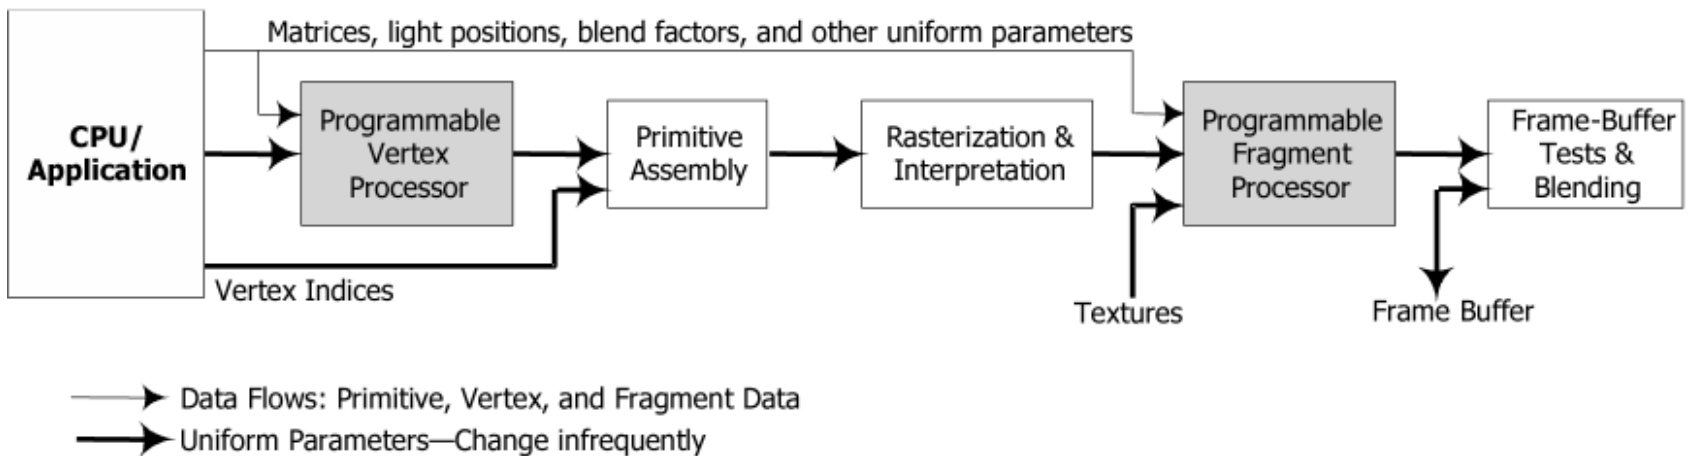 Matrices, light positions, blend factors, and other uniform parameters
CPU/
Application
Programmable
Vertex
Processor
Primitive
Assembly
Rasterization &
Interpretation
Programmable
Fragment
Processor
Frame-Buffer
Tests &
Blending
Vertex Indices
Textures
Frame Buffer
Data Flows: Primitive, Vertex, and Fragment Data
Uniform Parameters—Change infrequently